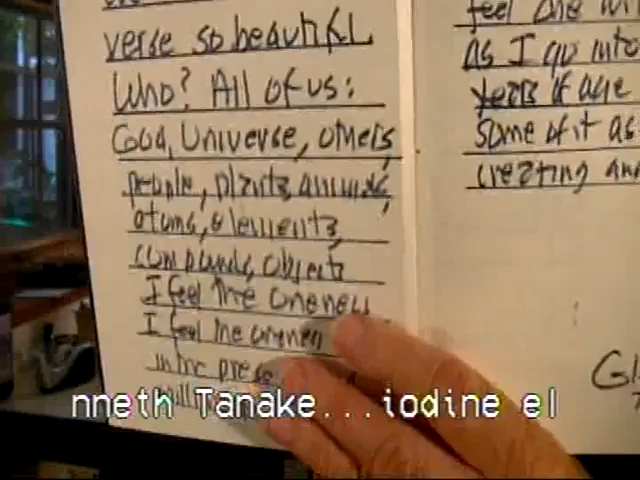 verse so beautiful
Who? All of us:
God, Universe, others,
people, plants, animals,
atoms, elements,
compounds, objects
I feel the oneness
I feel the oneness
in the pres
feel the
as I go into
years of age
some of it as
creating an
nneth Tanake...iodine el